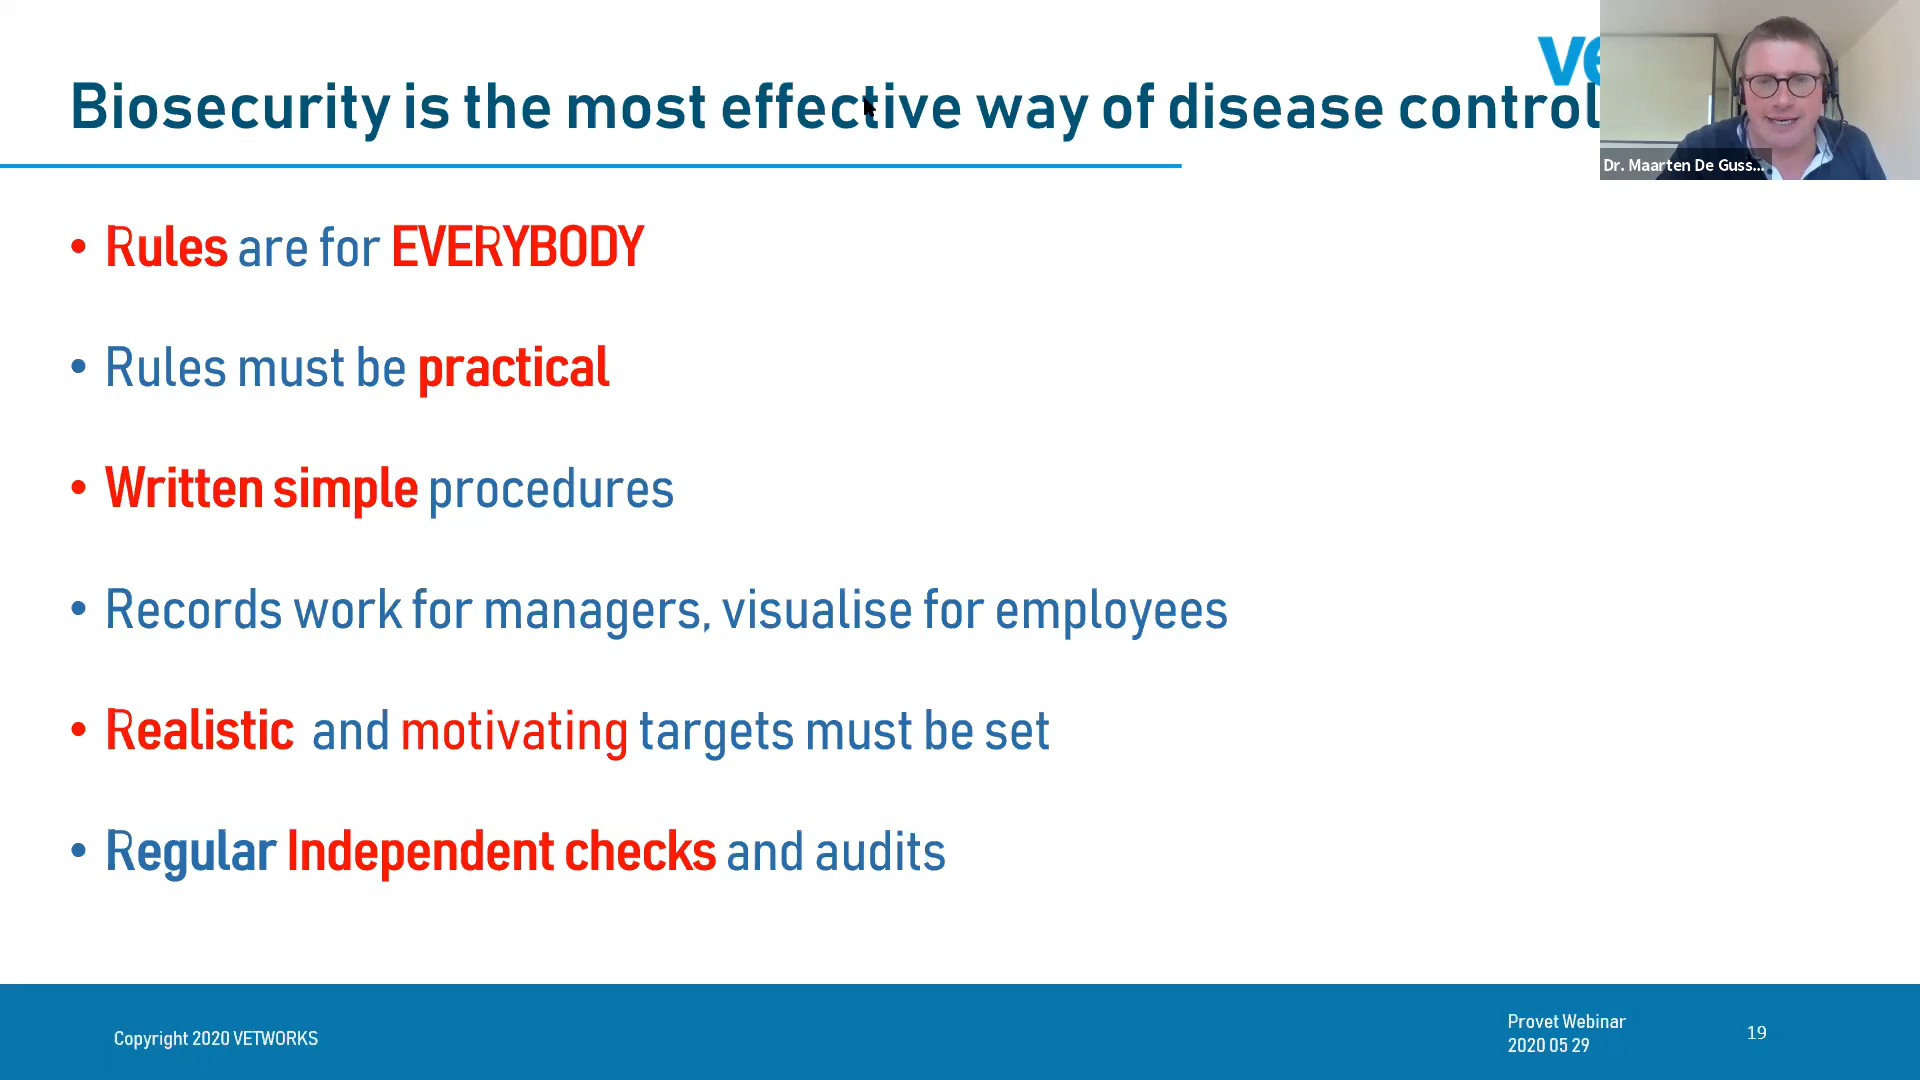 Biosecurity is the most effective way of disease control
Dr. Maarten De Guss...
• Rules are for EVERYBODY
• Rules must be practical
• Written simple procedures
• Records work for managers, visualise for employees
• Realistic and motivating targets must be set
• Regular Independent checks and audits
Copyright 2020 VETWORKS
Provet Webinar
2020 05 29
19